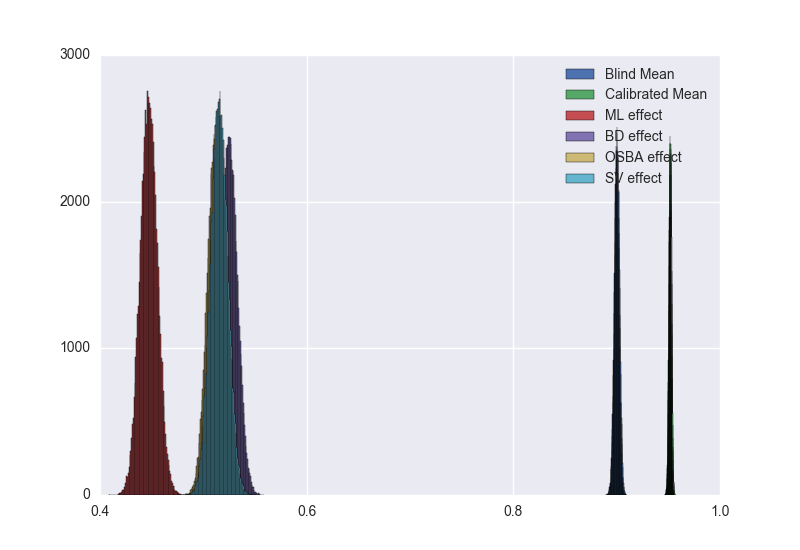 3000
Blind Mean
Calibrated Mean
ML effect
BD effect
OSBA effect
SV effect
2000
1000
0
0.4 0.6 0.8 1.0